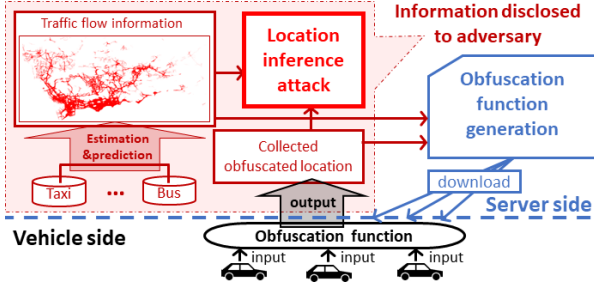 Traffic flow information
Location
inference
attack
Information disclosed
to adversary
Obfuscation
function
generation
Estimation
&prediction
Collected
obfuscated location
Taxi
...
Bus
download
output
Server side
Vehicle side
Obfuscation function
input
input
input